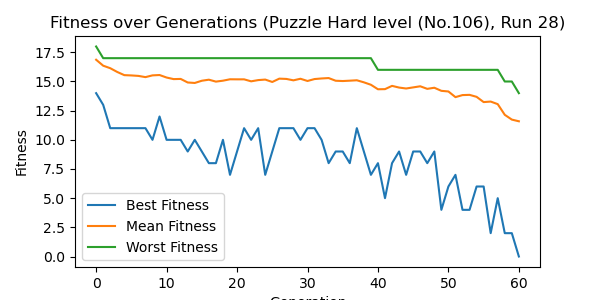 Fitness over Generations (Puzzle Hard level (No.106), Run 28)
Fitness
17.5
15.0
12.5
10.0
7.5
5.0
2.5
0.0
Best Fitness
Mean Fitness
Worst Fitness
0 10 20 30 40 50 60
Generation